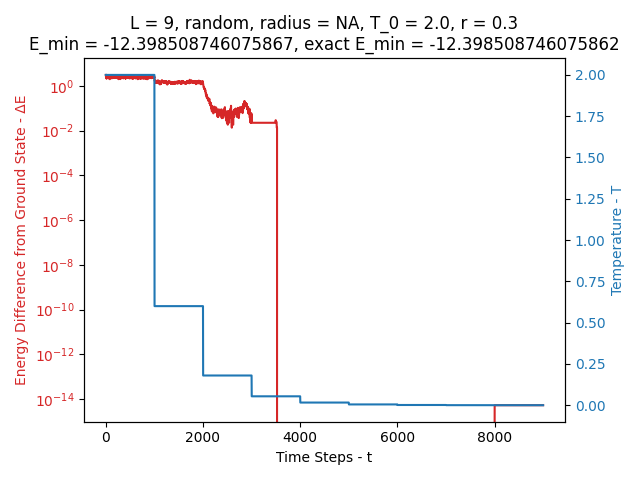 L = 9, random, radius = NA, T_0 = 2.0, r = 0.3
E_min = -12.398508746075867, exact E_min = -12.398508746075862
Energy Difference from Ground State - ΔE
10⁰
10⁻²
10⁻⁴
10⁻⁶
10⁻⁸
10⁻¹⁰
10⁻¹²
10⁻¹⁴
2.00
1.75
1.50
1.25
1.00
0.75
0.50
0.25
0.00
Temperature - T
0 2000 4000 6000 8000
Time Steps - t